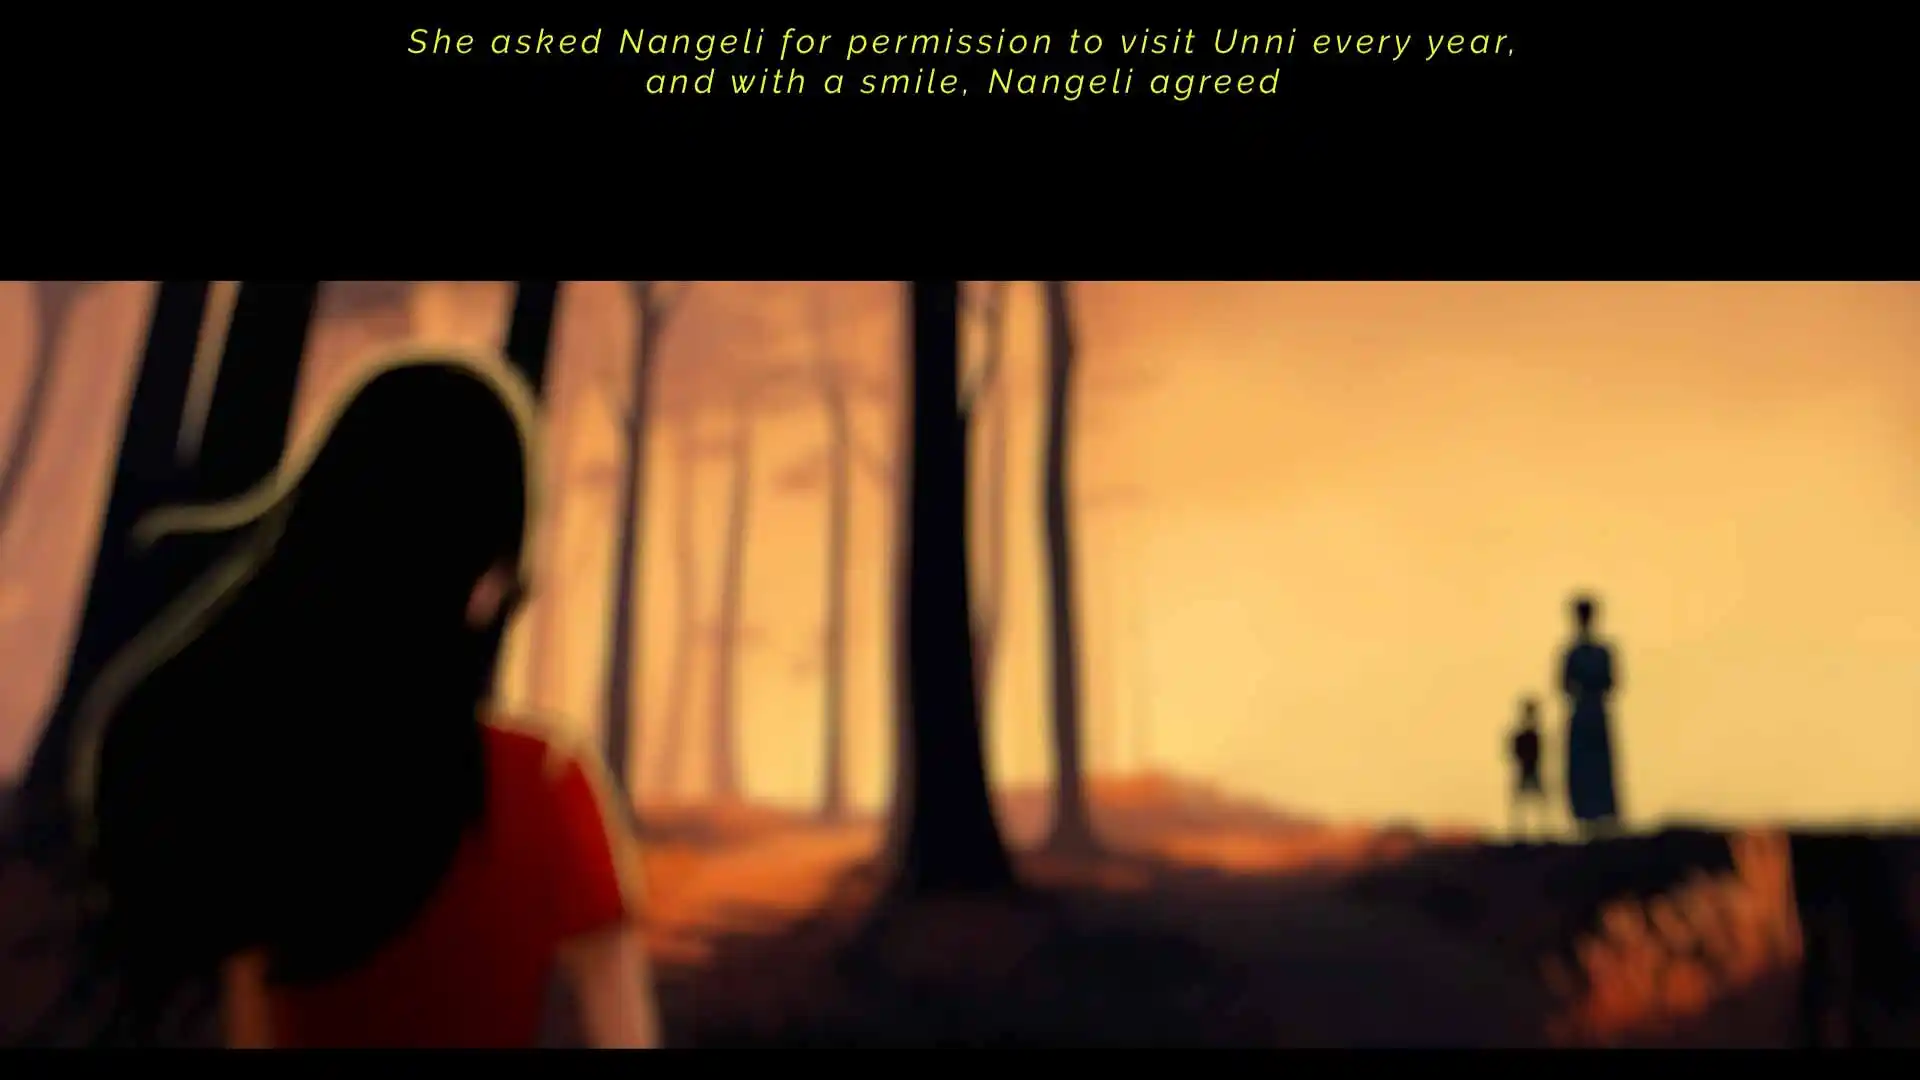 She asked Nangeli for permission to visit Unni every year,
and with a smile, Nangeli agreed